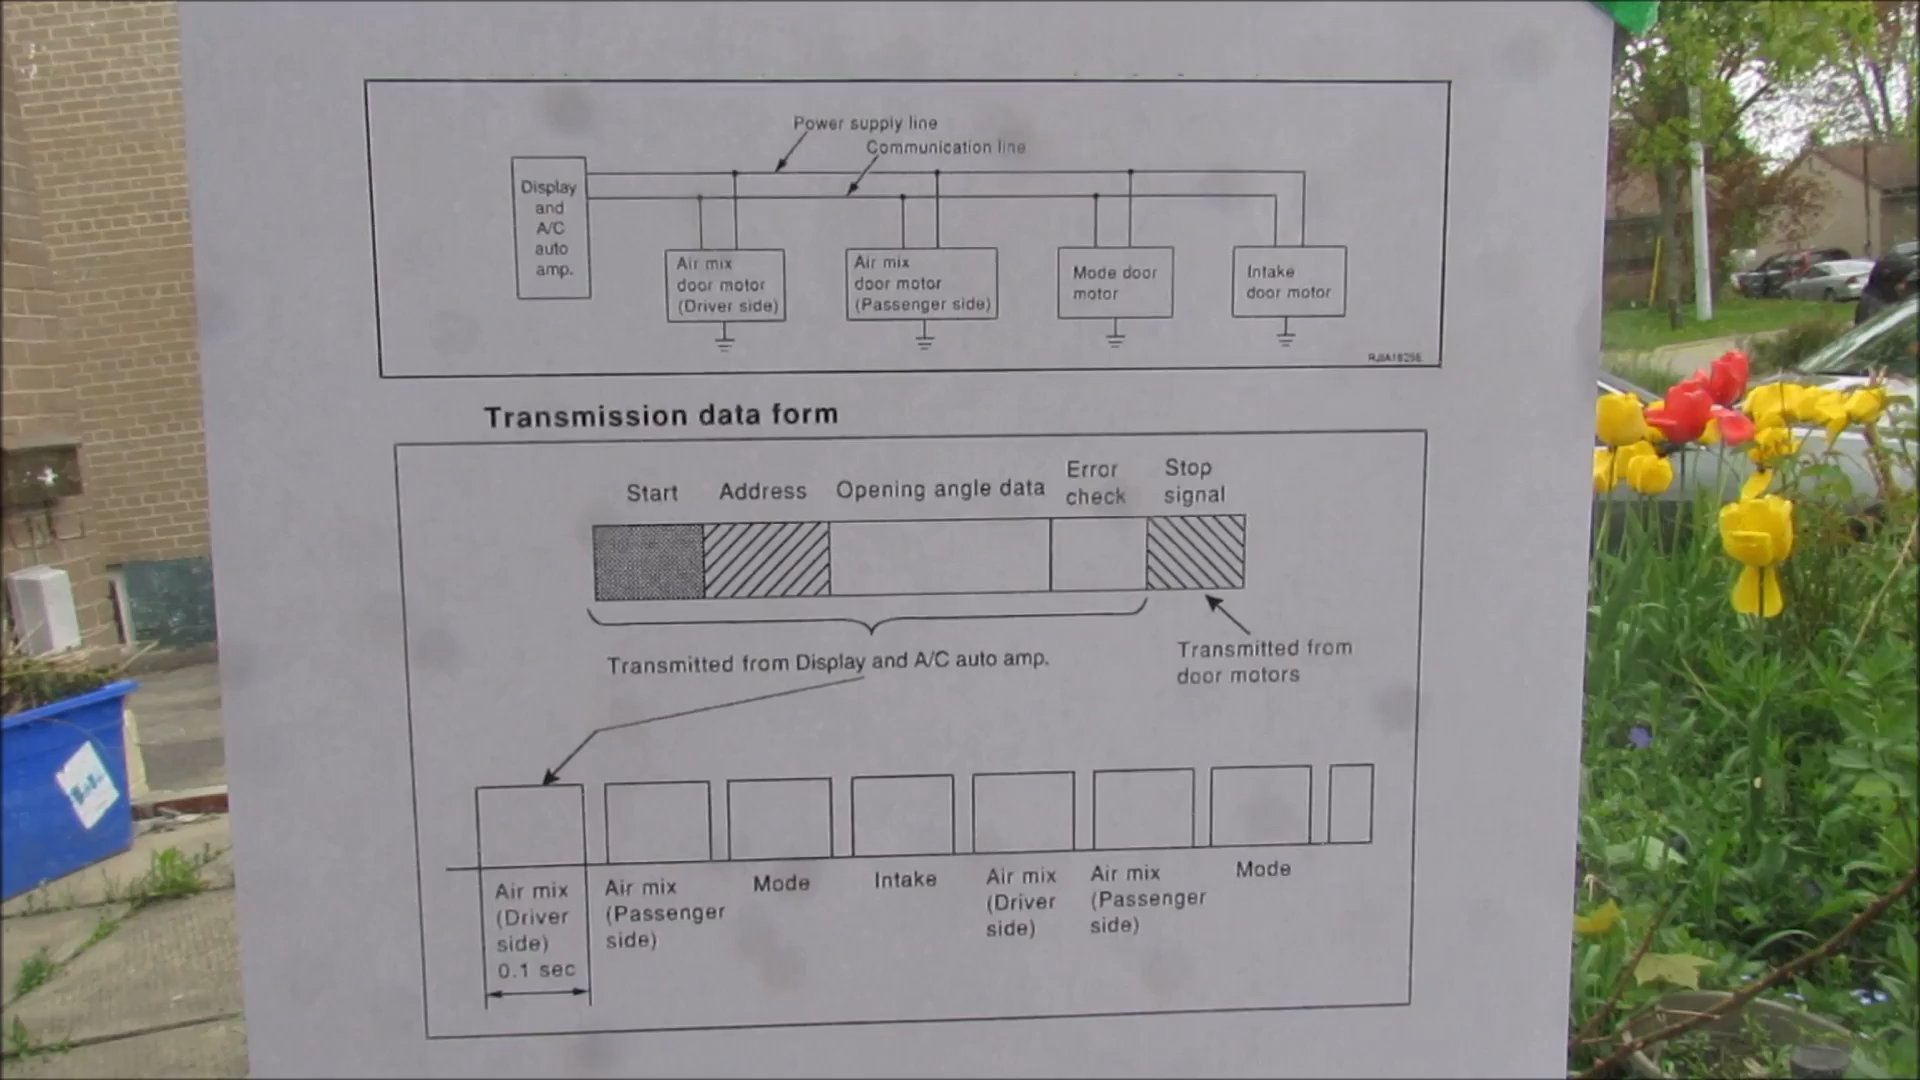 Power supply line
Communication line
Display
and
A/C
auto
amp.
Air mix
door motor
(Driver side)
Air mix
door motor
(Passenger side)
Mode door
motor
Intake
door motor
RJIA1625E
Transmission data form
Start
Address
Opening angle data
Error
check
Stop
signal
Transmitted from Display and A/C auto amp.
Transmitted from
door motors
Air mix
(Driver
side)
0.1 sec
Air mix
(Passenger
side)
Mode
Intake
Air mix
(Driver
side)
Air mix
(Passenger
side)
Mode